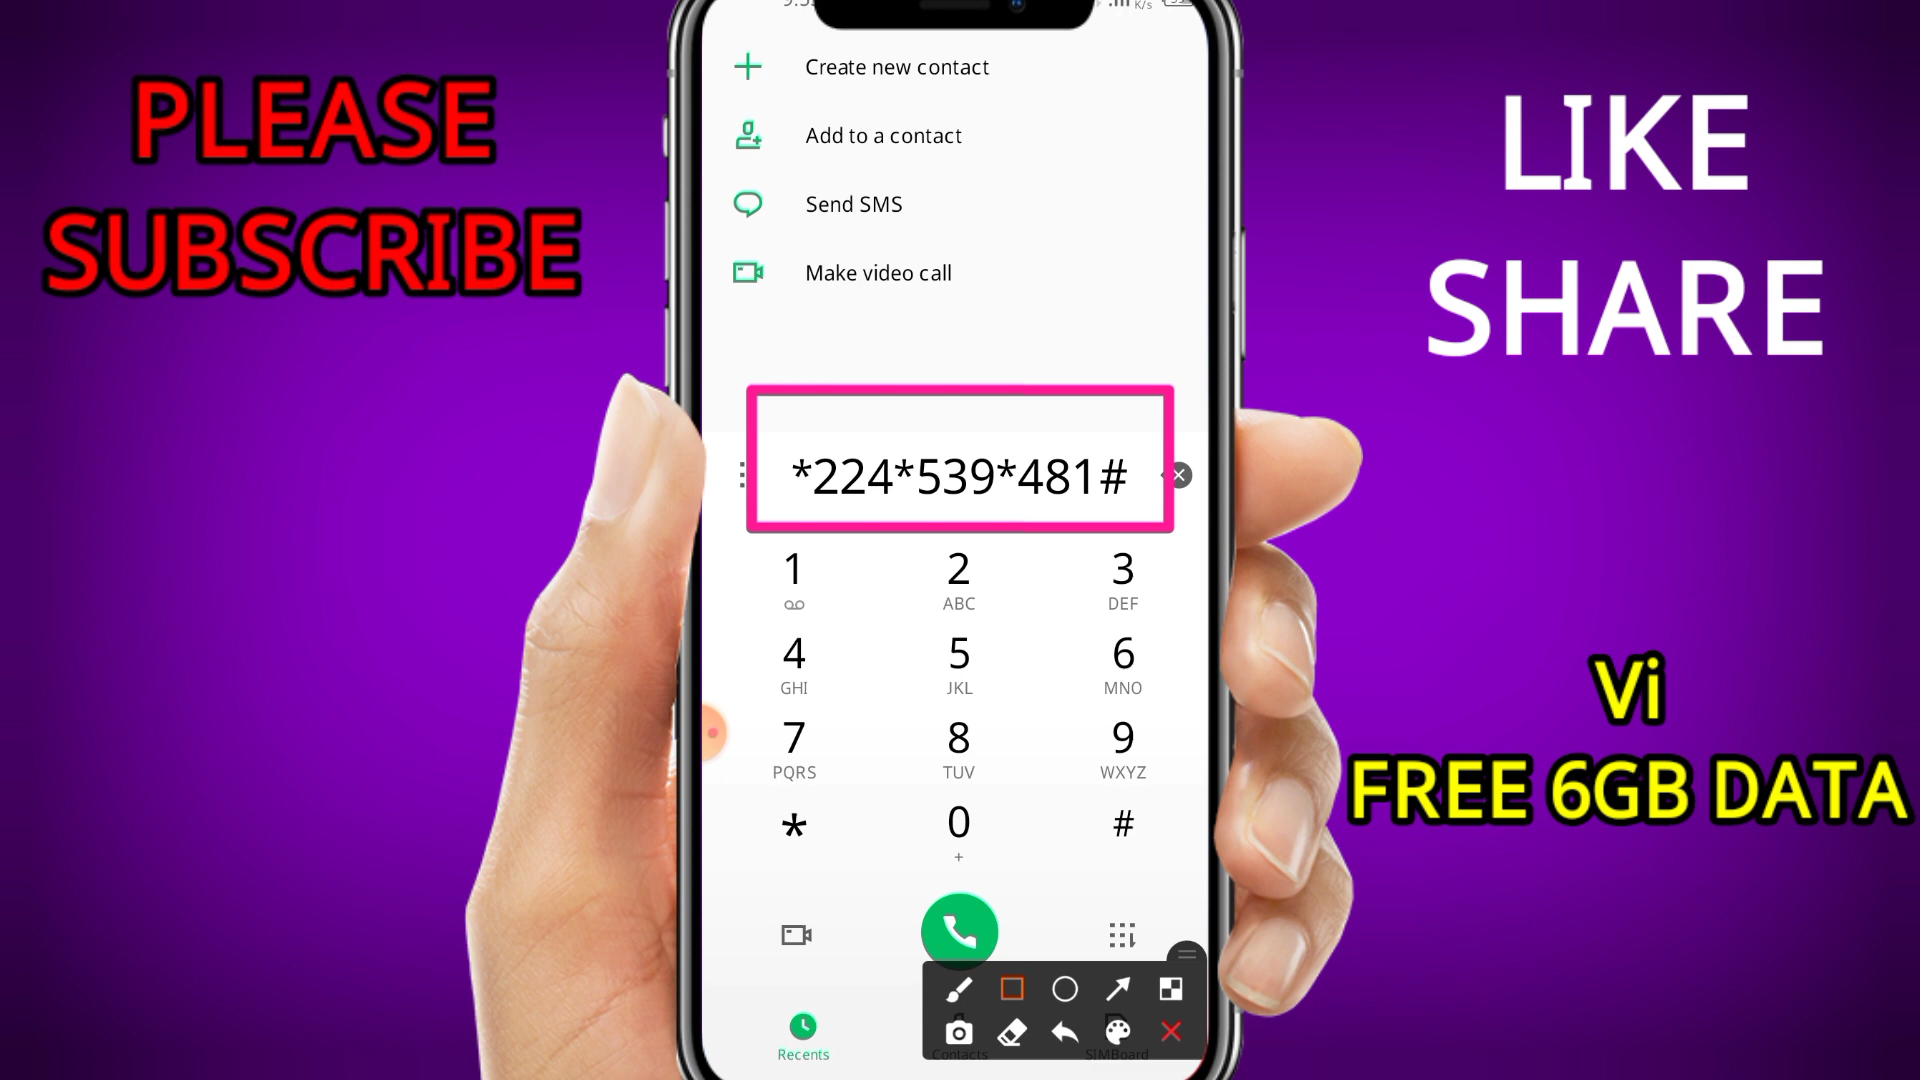 PLEASE
SUBSCRIBE
LIKE
SHARE
K/s
Create new contact
Add to a contact
Send SMS
Make video call
*224*539*481#
1 2 3
ABC DEF
4 5 6
GHI JKL MNO
7 8 9
PQRS TUV WXYZ
* 0 #
+
Recents
Contacts
SIMBoard
Vi
FREE 6GB DATA